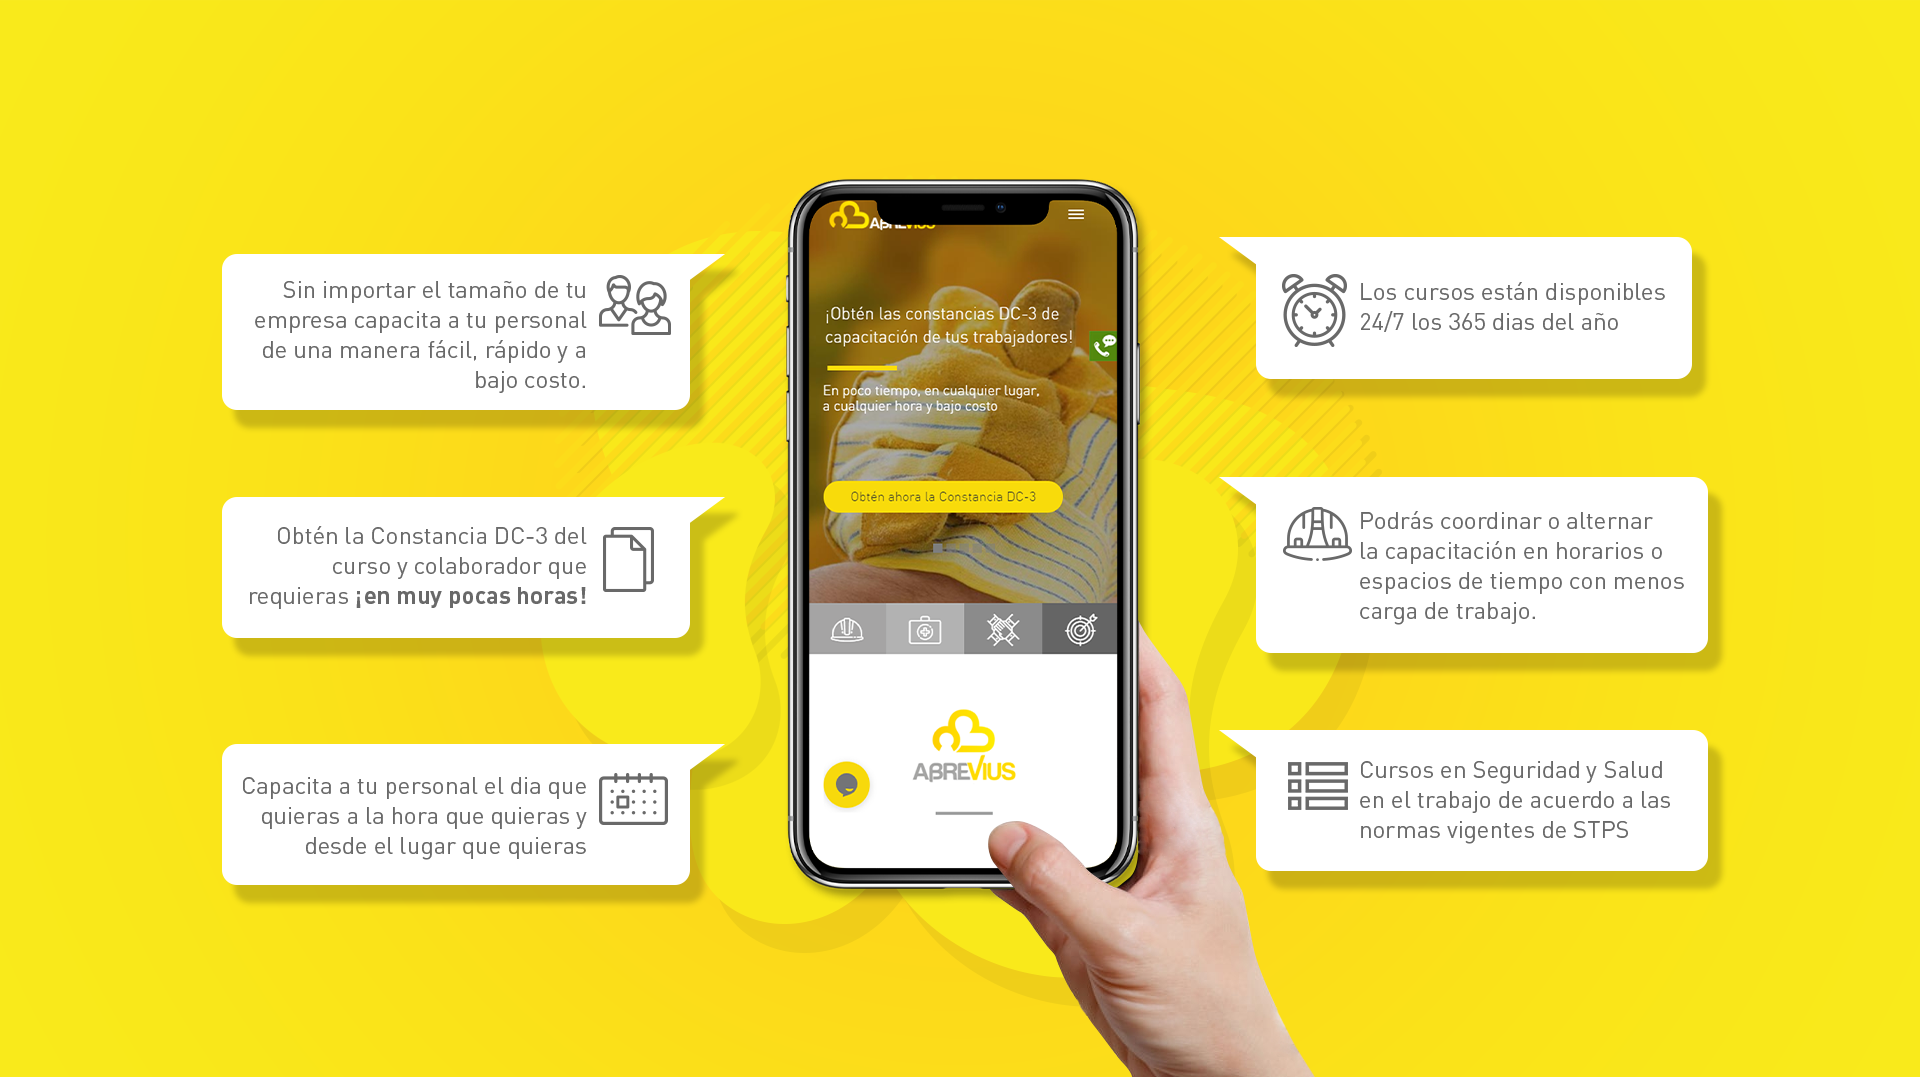 Sin importar el tamaño de tu
empresa capacita a tu personal
de una manera fácil, rápido y a
bajo costo.
Obtén la Constancia DC-3 del
curso y colaborador que
requieras ¡en muy pocas horas!
Capacita a tu personal el dia que
quieras a la hora que quieras y
desde el lugar que quieras
ABREVIUS
¡Obtén las constancias DC-3 de
capacitación de tus trabajadores!
En poco tiempo, en cualquier lugar,
a cualquier hora y bajo costo
Obtén ahora la Constancia DC-3
ABREVIUS
Los cursos están disponibles
24/7 los 365 dias del año
Podrás coordinar o alternar
la capacitación en horarios o
espacios de tiempo con menos
carga de trabajo.
Cursos en Seguridad y Salud
en el trabajo de acuerdo a las
normas vigentes de STPS